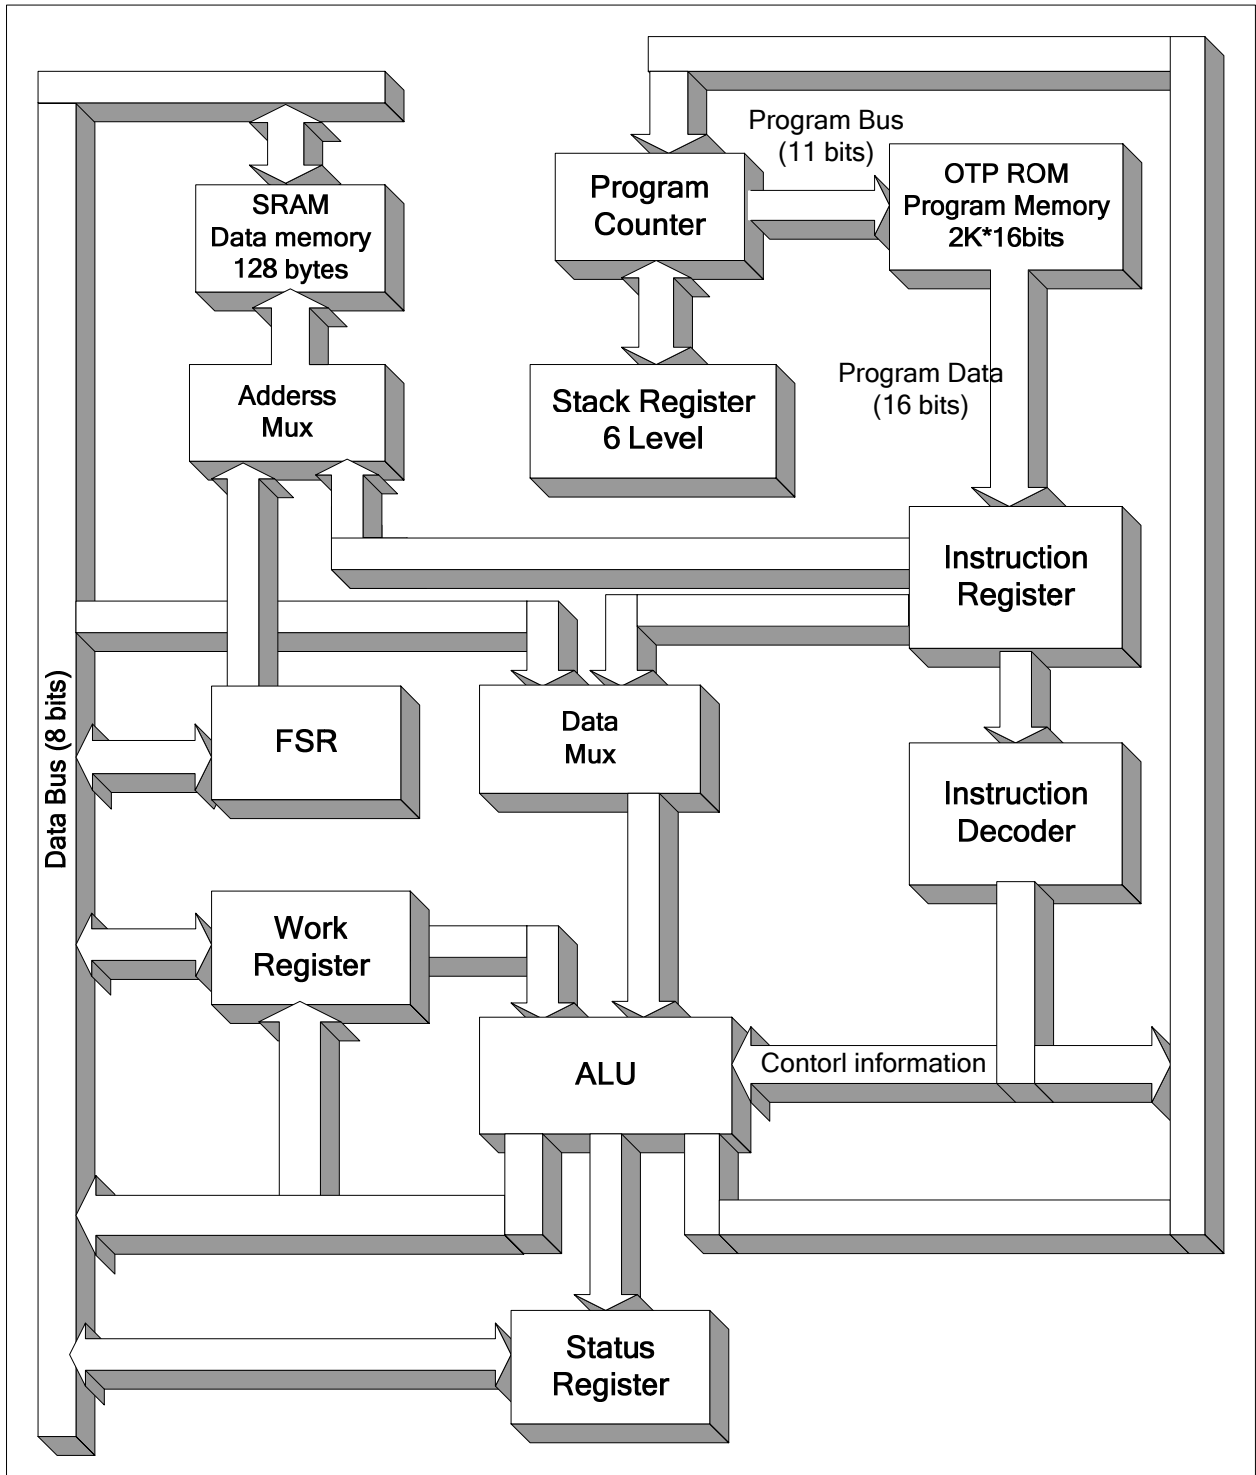 Program Bus
(11 bits)
SRAM
Data memory
128 bytes
Program
Counter
OTP ROM
Program Memory
2K*16bits
Adderss
Mux
Stack Register
6 Level
Program Data
(16 bits)
Instruction
Register
Data Bus (8 bits)
FSR
Data
Mux
Instruction
Decoder
Work
Register
ALU
Contorl information
Status
Register